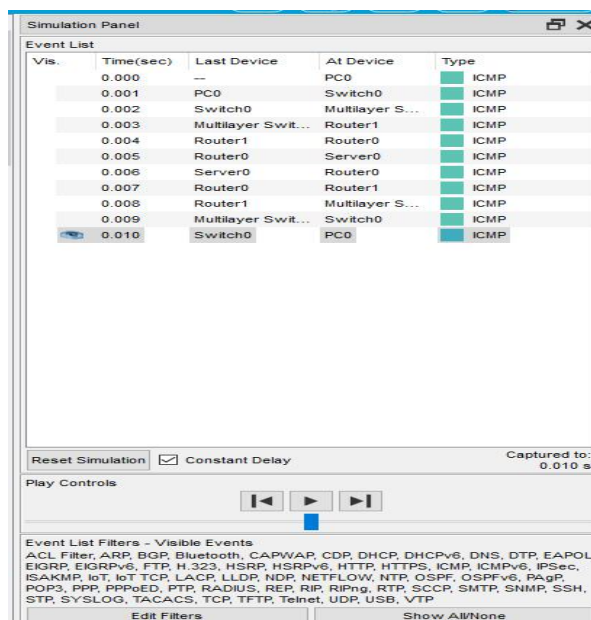 Simulation Panel
Event List
Vis. Time(sec) Last Device At Device Type
0.000 -- PC0 ICMP
0.001 PC0 Switch0 ICMP
0.002 Switch0 Multilayer S... ICMP
0.003 Multilayer Swit... Router1 ICMP
0.004 Router1 Router0 ICMP
0.005 Router0 Server0 ICMP
0.006 Server0 Router0 ICMP
0.007 Router0 Router1 ICMP
0.008 Router1 Multilayer S... ICMP
0.009 Multilayer Swit... Switch0 ICMP
0.010 Switch0 PC0 ICMP
Reset Simulation Constant Delay Captured to:
0.010 s
Play Controls
Event List Filters - Visible Events
ACL Filter, ARP, BGP, Bluetooth, CAPWAP, CDP, DHCP, DHCPv6, DNS, DTP, EAPOL
EIGRP, EIGRPv6, FTP, H.323, HSRP, HSRPv6, HTTP, HTTPS, ICMP, ICMPv6, IPSec,
ISAKMP, IoT, IoT TCP, LACP, LLDP, NDP, NETFLOW, NTP, OSPF, OSPFv6, PAgP,
POP3, PPP, PPPoED, PTP, RADIUS, REP, RIP, RIPng, RTP, SCCP, SMTP, SNMP, SSH,
STP, SYSLOG, TACACS, TCP, TFTP, Telnet, UDP, USB, VTP
Edit Filters Show All/None